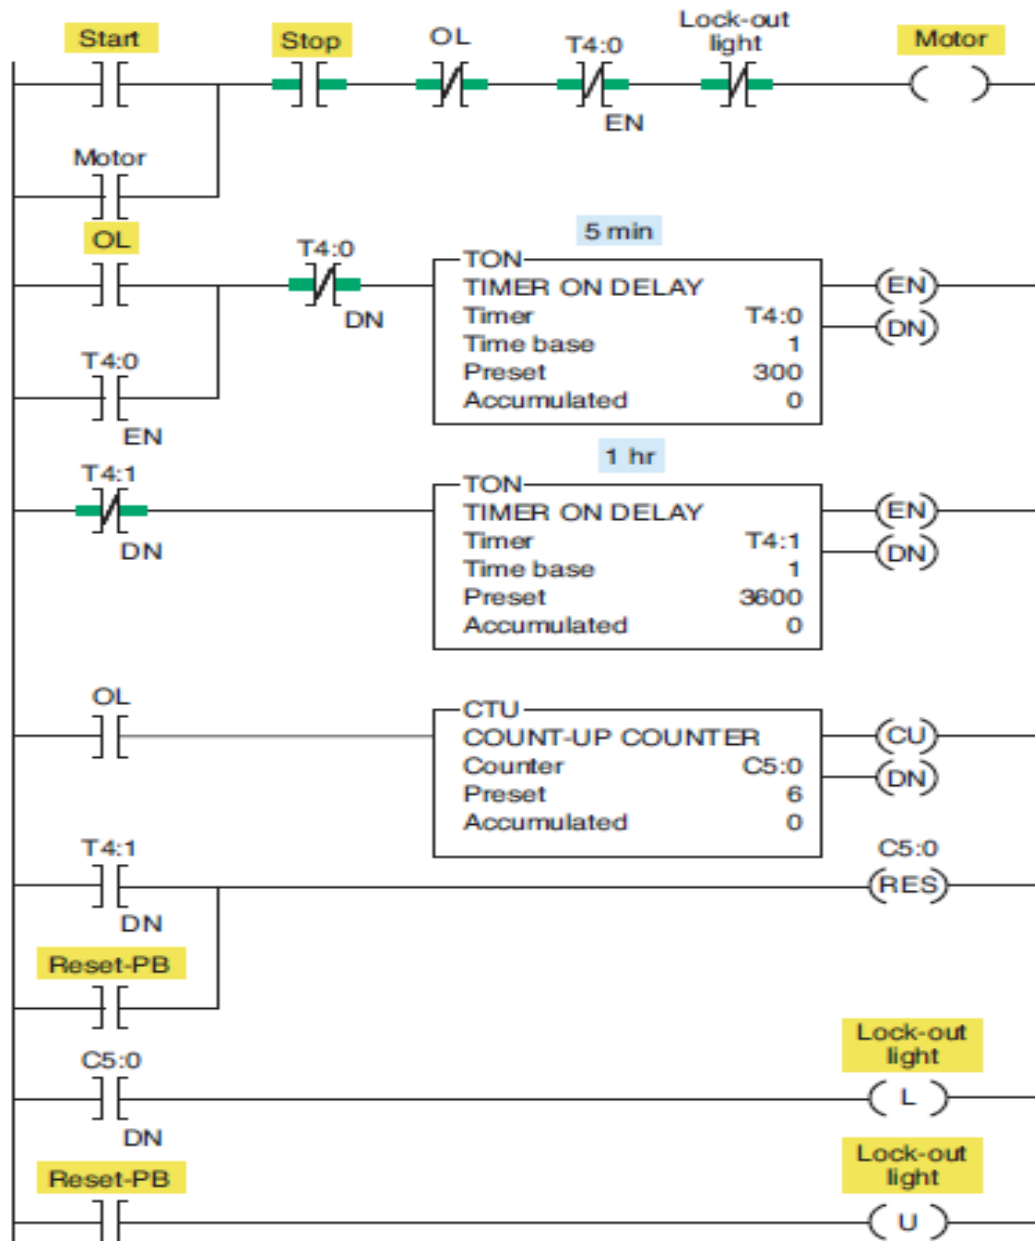 Start
Stop
OL
T4:0
Lock-out
light
Motor
EN
Motor
OL
T4:0
DN
5 min
TON
TIMER ON DELAY
Timer T4:0
Time base 1
Preset 300
Accumulated 0
EN
DN
T4:0
EN
T4:1
DN
1 hr
TON
TIMER ON DELAY
Timer T4:1
Time base 1
Preset 3600
Accumulated 0
EN
DN
OL
CTU
COUNT-UP COUNTER
Counter C5:0
Preset 6
Accumulated 0
CU
DN
T4:1
DN
C5:0
RES
Reset-PB
C5:0
DN
Lock-out
light
L
Reset-PB
Lock-out
light
U